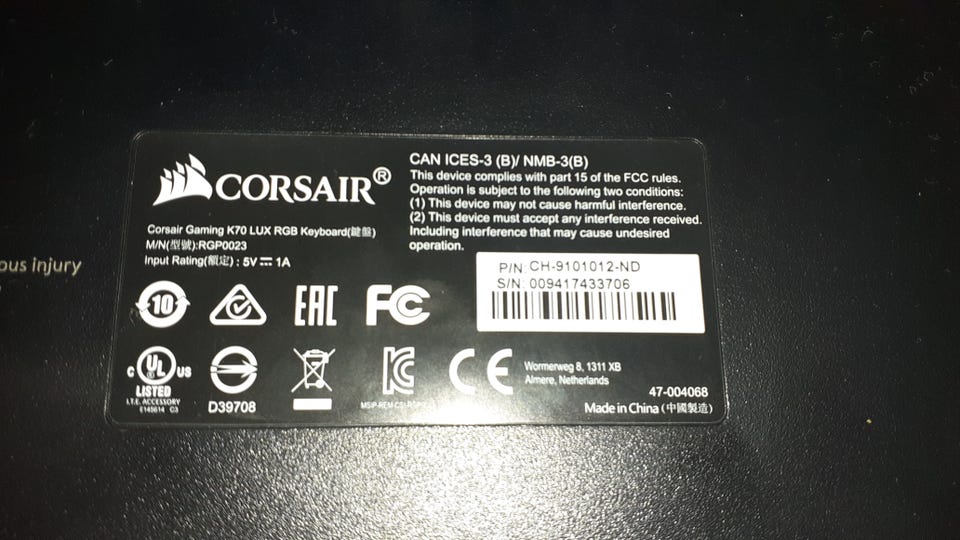 CORSAIR®
Corsair Gaming K70 LUX RGB Keyboard(鍵盤)
M/N(型號):RGP0023
Input Rating(額定) : 5V⎓1A
CAN ICES-3 (B)/ NMB-3(B)
This device complies with part 15 of the FCC rules.
Operation is subject to the following two conditions:
(1) This device may not cause harmful interference.
(2) This device must accept any interference received.
Including interference that may cause undesired
operation.
ous injury
P/N: CH-9101012-ND
S/N: 009417433706
10
EAC
FC
C UL US
LISTED
I.T.E. ACCESSORY
E145614 C3
D39708
CE
Wormerweg 8, 1311 XB
Almere, Netherlands
47-004068
Made in China (中國製造)